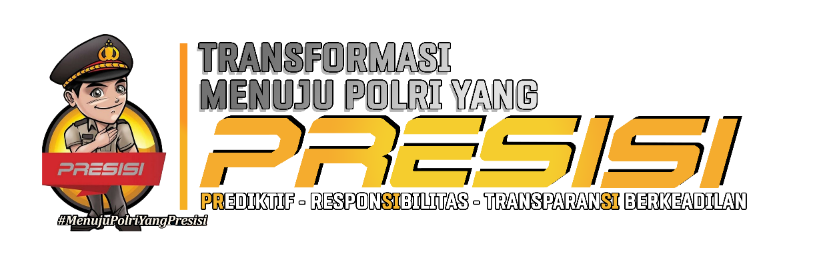 TRANSFORMASI
MENUJU POLRI YANG
PRESISI
PREDIKTIF - RESPONSIBILITAS - TRANSPARANSI BERKEADILAN
PRESISI
#MenujuPolriYangPresisi